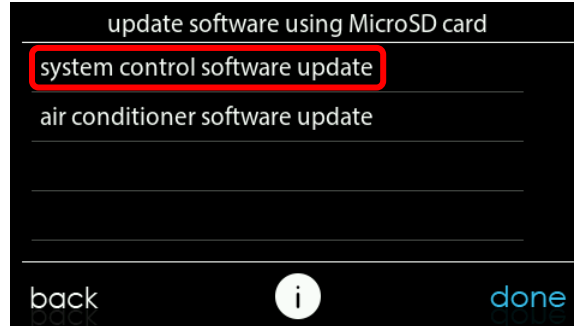 update software using MicroSD card
system control software update
air conditioner software update
back i done